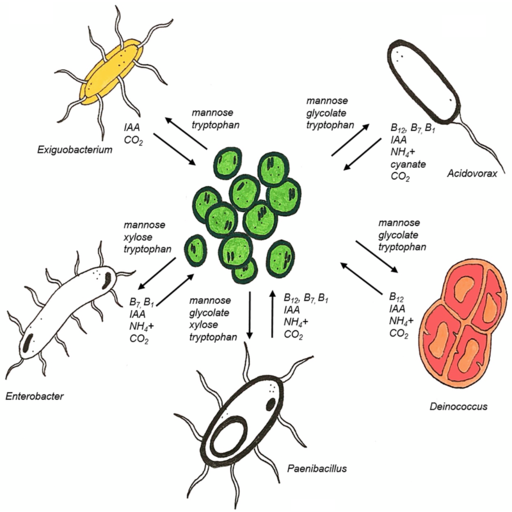 mannose
tryptophan
IAA
CO₂
Exiguobacterium
mannose
glycolate
tryptophan
B₁₂, B₇, B₁
IAA
NH₄+
cyanate
CO₂
Acidovorax
mannose
xylose
tryptophan
B₇, B₁
IAA
NH₄+
CO₂
Enterobacter
mannose
glycolate
xylose
tryptophan
B₁₂, B₇, B₁
IAA
NH₄+
CO₂
Paenibacillus
mannose
glycolate
tryptophan
B₁₂
IAA
NH₄+
CO₂
Deinococcus